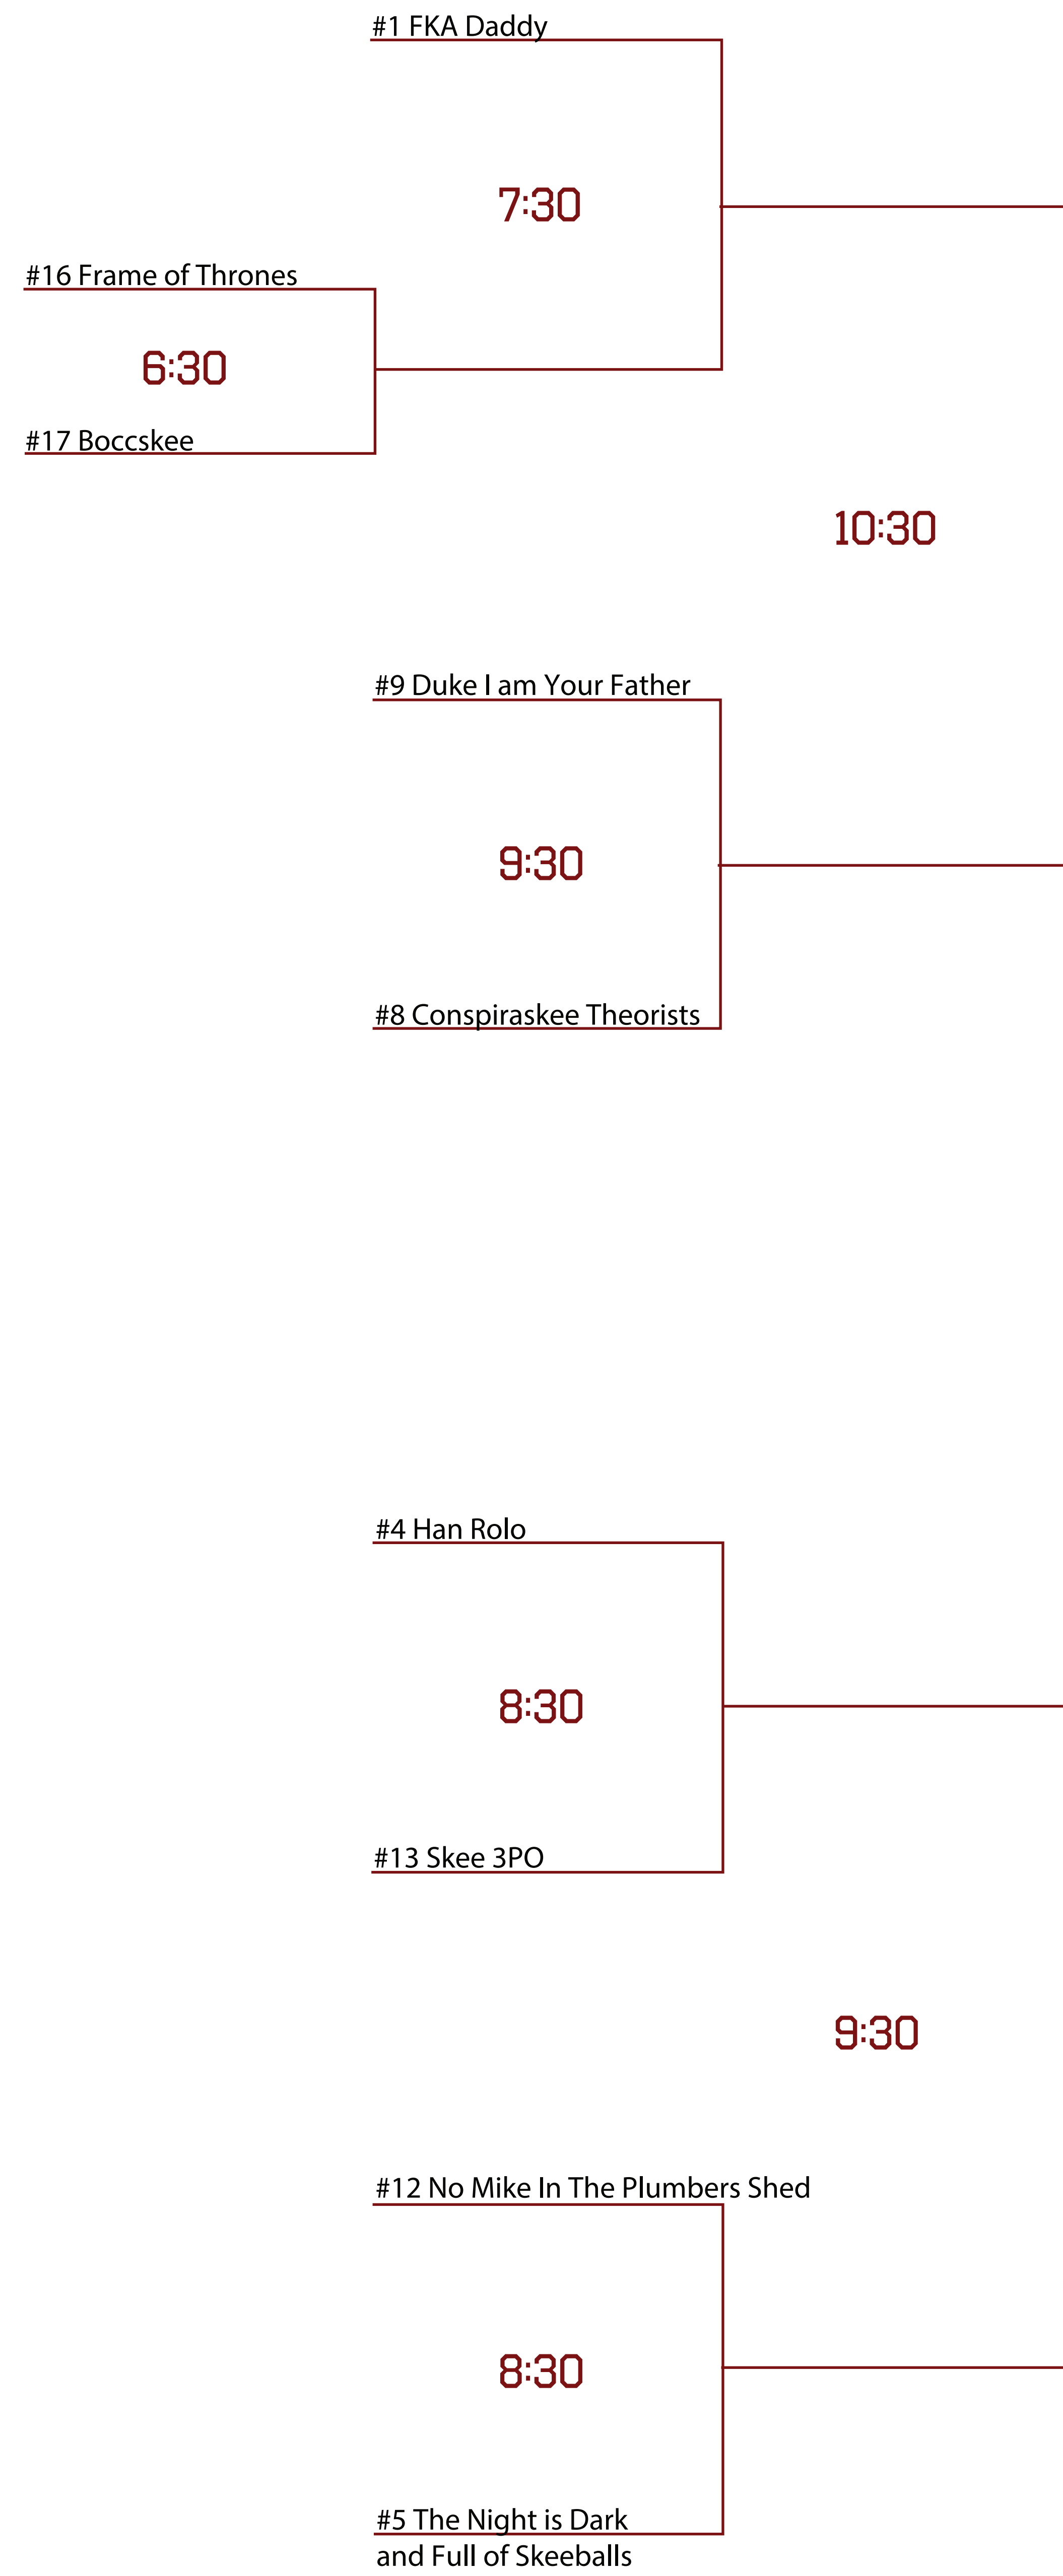 #1 FKA Daddy
7:30
#16 Frame of Thrones
6:30
#17 Boccskee
10:30
#9 Duke I am Your Father
9:30
#8 Conspiraskee Theorists
#4 Han Rolo
8:30
#13 Skee 3PO
9:30
#12 No Mike In The Plumbers Shed
8:30
#5 The Night is Dark
and Full of Skeeballs